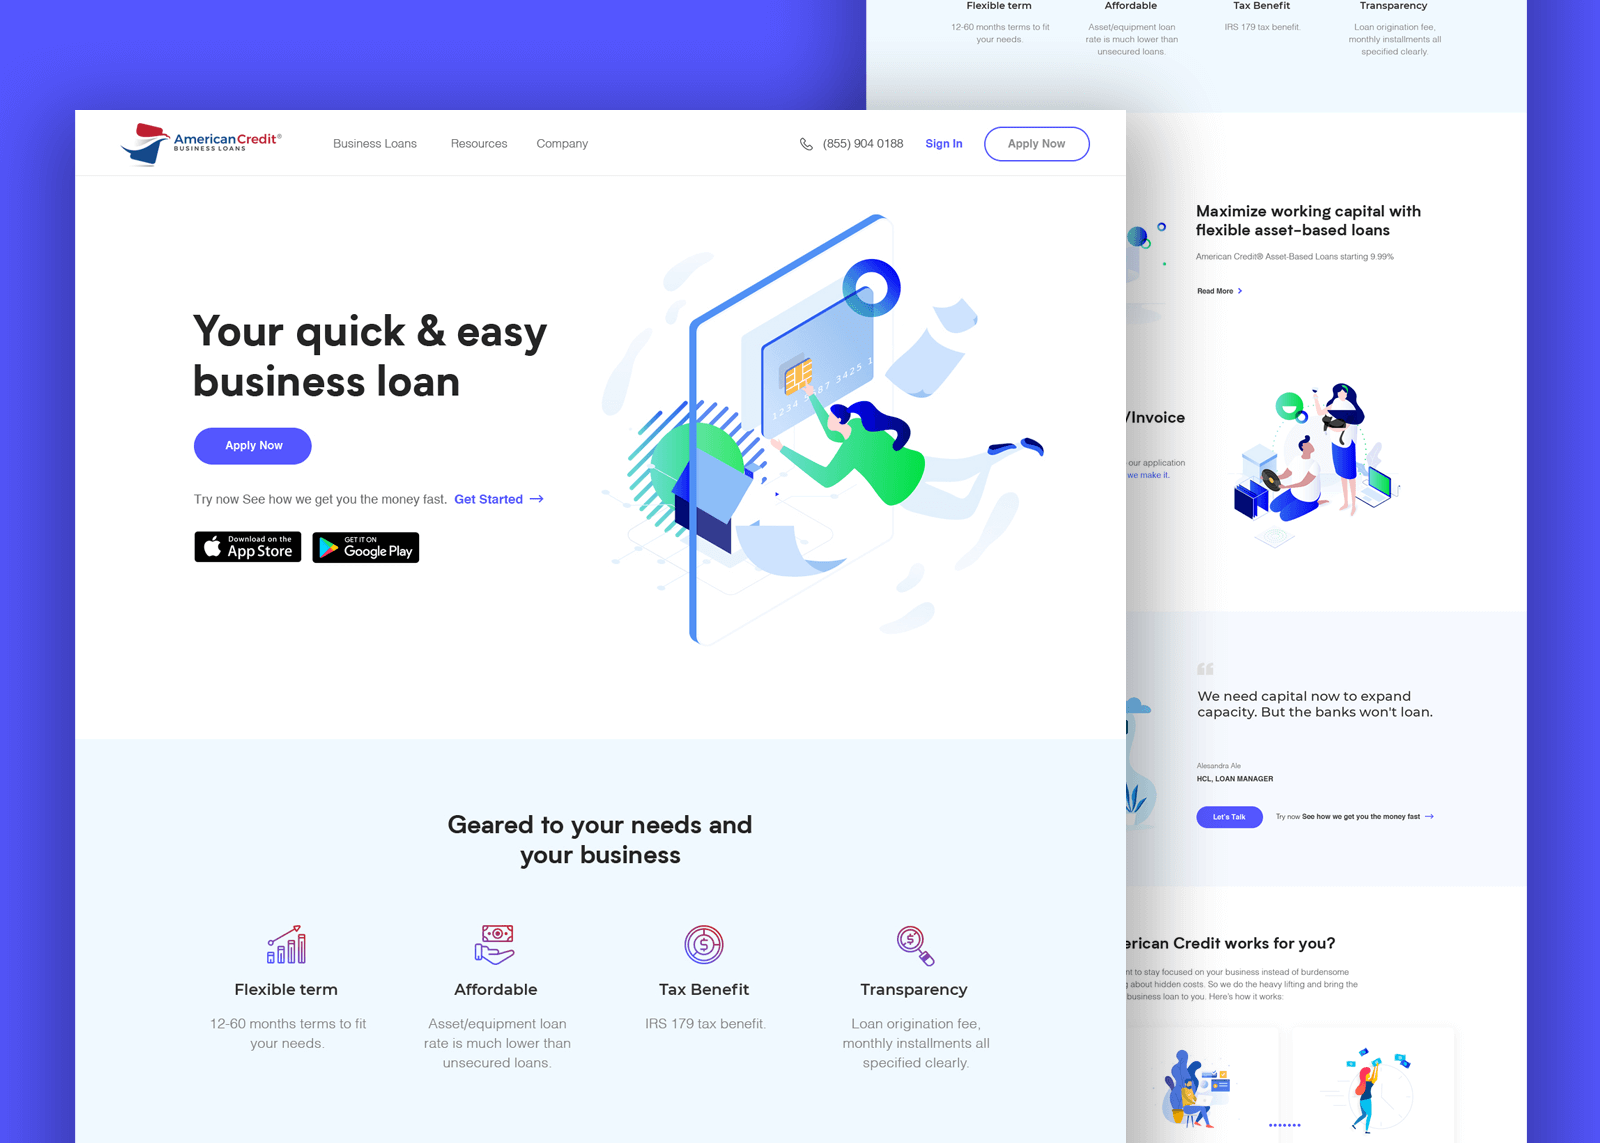 AmericanCredit®
BUSINESS LOANS
Business Loans
Resources
Company
(855) 904 0188
Sign In
Apply Now
Your quick & easy
business loan
Apply Now
Try now See how we get you the money fast. Get Started
Download on the
App Store
GET IT ON
Google Play
1234 5687 3425 1
Geared to your needs and
your business
Flexible term
12-60 months terms to fit
your needs.
Affordable
Asset/equipment loan
rate is much lower than
unsecured loans.
Tax Benefit
IRS 179 tax benefit.
Transparency
Loan origination fee,
monthly installments all
specified clearly.
Flexible term
12-60 months terms to fit
your needs.
Affordable
Asset/equipment loan
rate is much lower than
unsecured loans.
Tax Benefit
IRS 179 tax benefit.
Transparency
Loan origination fee,
monthly installments all
specified clearly.
Maximize working capital with
flexible asset-based loans
American Credit® Asset-Based Loans starting 9.99%
Read More
/Invoice
our application
we make it.
We need capital now to expand
capacity. But the banks won't loan.
Alesandra Ale
HCL, LOAN MANAGER
Let's Talk
Try now See how we get you the money fast
erican Credit works for you?
nt to stay focused on your business instead of burdensome
g about hidden costs. So we do the heavy lifting and bring the
business loan to you. Here's how it works: